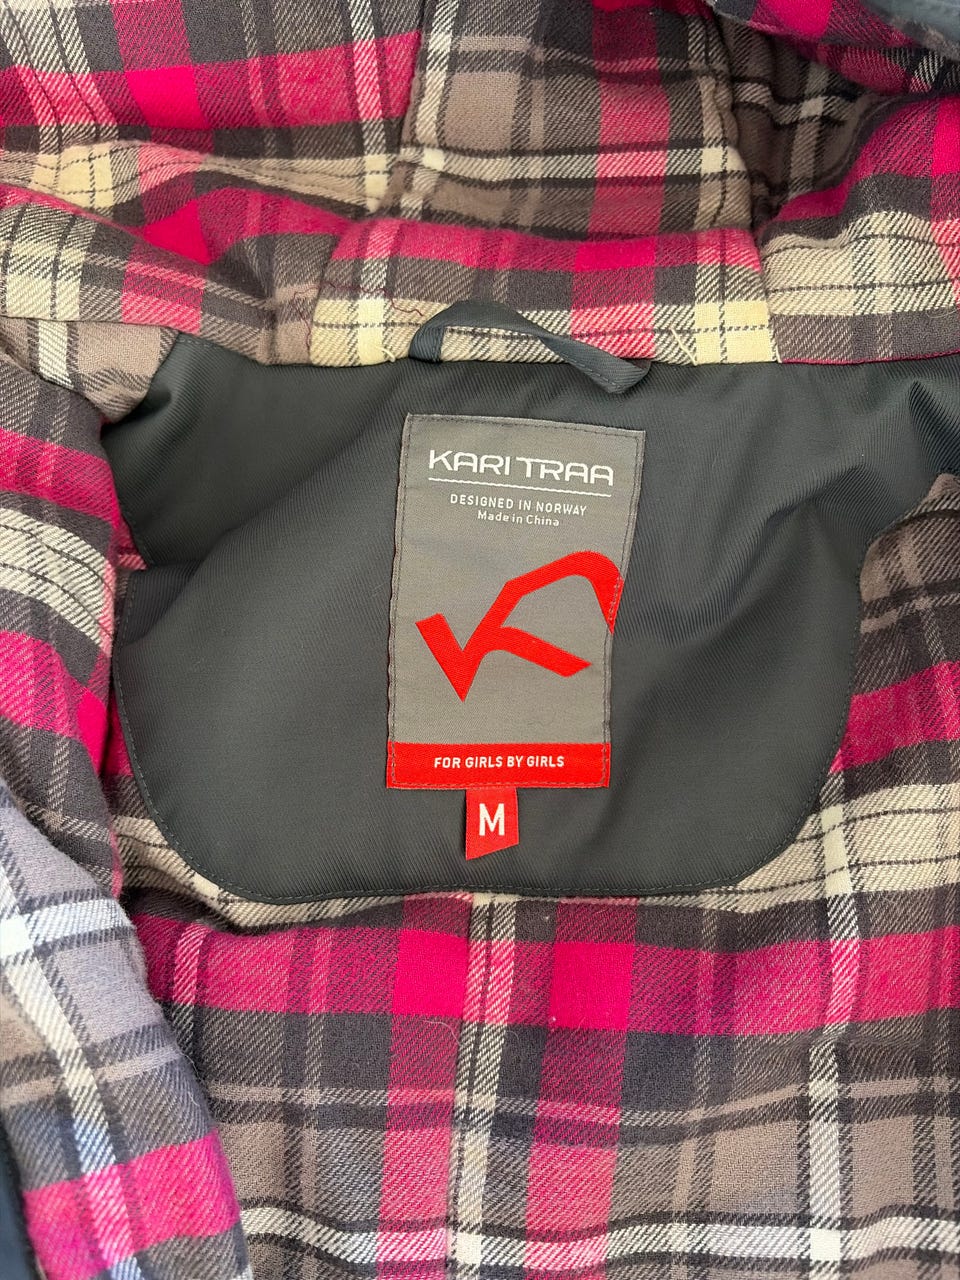 KARI TRAA
DESIGNED IN NORWAY
Made in China
FOR GIRLS BY GIRLS
M